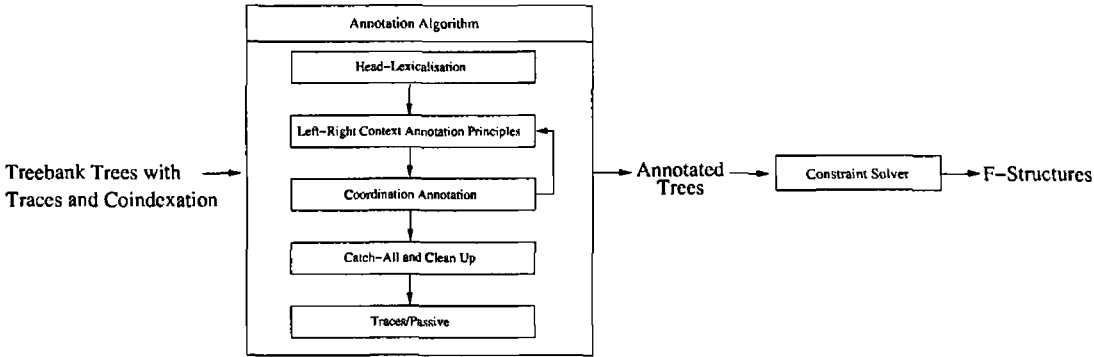 Annotation Algorithm
Head-Lexicalisation
Left-Right Context Annotation Principles
Coordination Annotation
Catch-All and Clean Up
Traces/Passive
Treebank Trees with
Traces and Coindexation
Annotated
Trees
Constraint Solver
F-Structures